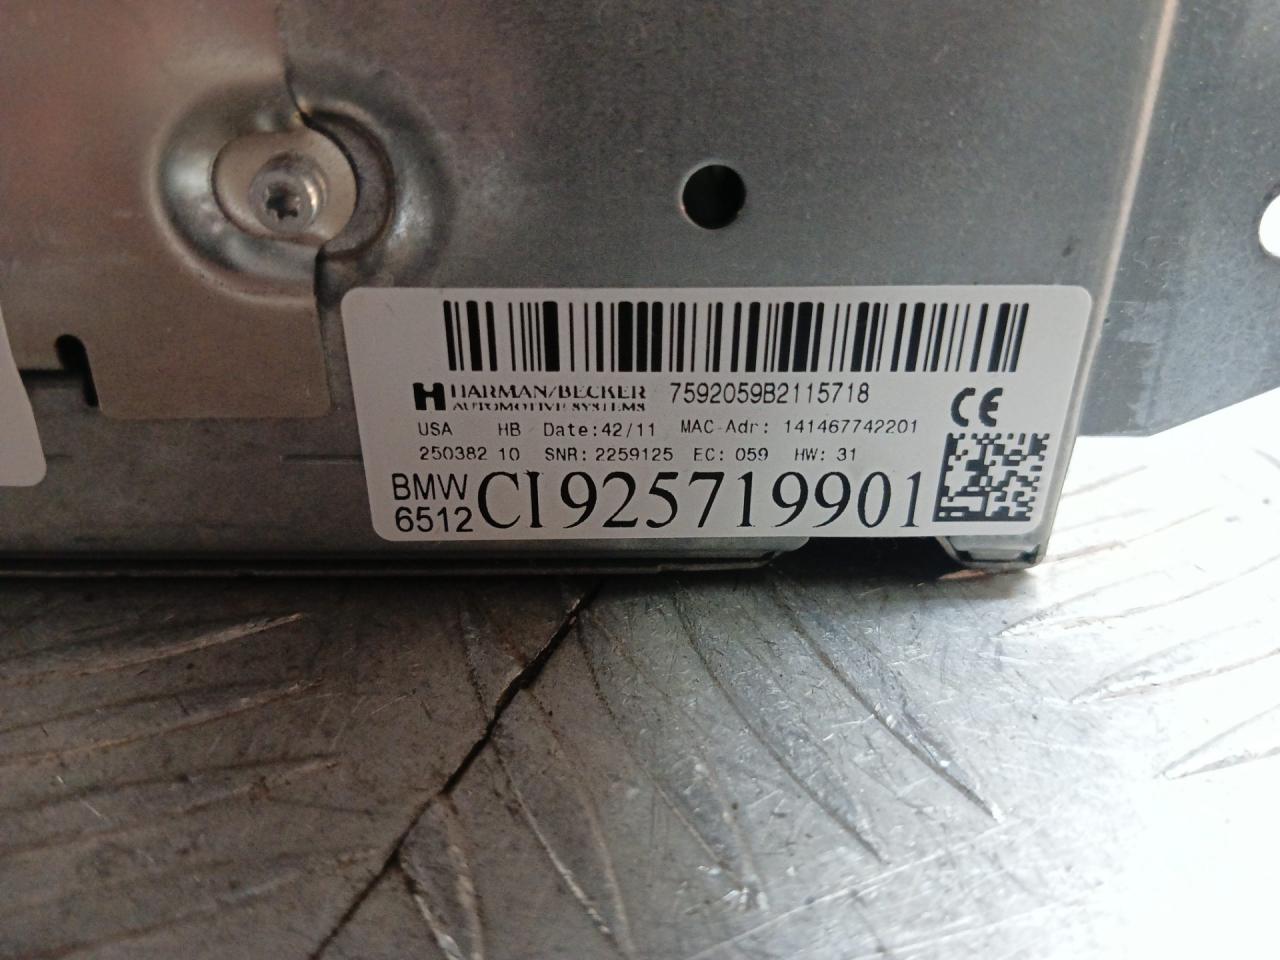 HARMAN/BECKER 7592059B2115718
AUTOMOTIVE SYSTEMS
CE
USA HB Date:42/11 MAC-Adr: 141467742201
250382 10 SNR: 2259125 EC: 059 HW: 31
BMW
6512 CI925719901